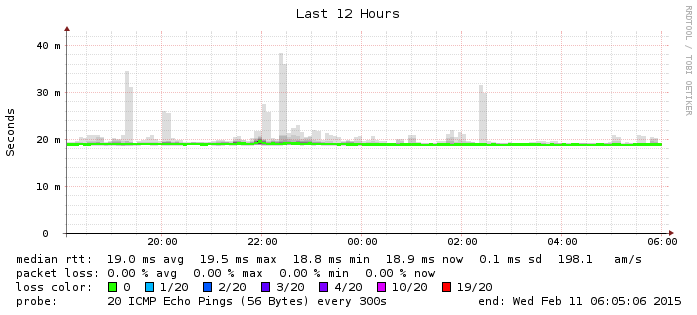 Last 12 Hours
RRDTOOL / TOBI OETIKER
Seconds
40 m
30 m
20 m
10 m
0
20:00 22:00 00:00 02:00 04:00 06:00
median rtt: 19.0 ms avg 19.5 ms max 18.8 ms min 18.9 ms now 0.1 ms sd 198.1 am/s
packet loss: 0.00 % avg 0.00 % max 0.00 % min 0.00 % now
loss color: 0 1/20 2/20 3/20 4/20 10/20 19/20
probe: 20 ICMP Echo Pings (56 Bytes) every 300s end: Wed Feb 11 06:05:06 2015